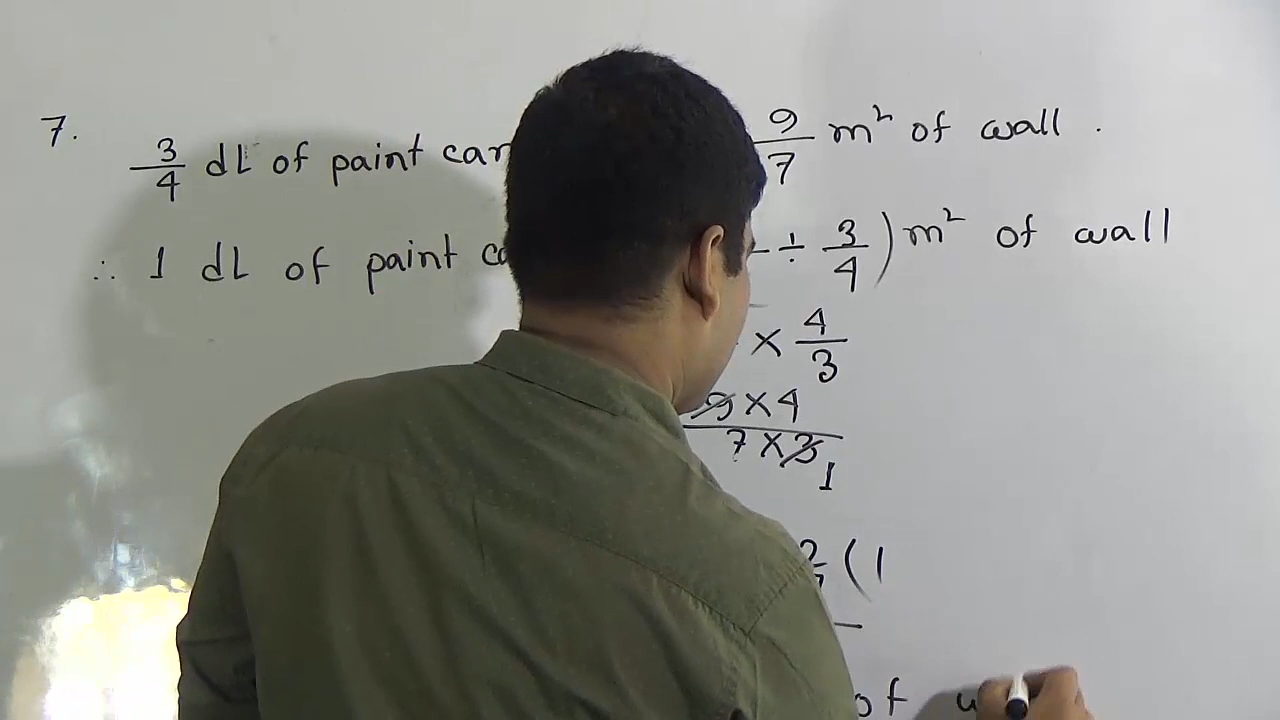 7.
3/4 dL of paint can 9/7 m² of wall .
∴ 1 dL of paint ÷ 3/4 ) m² of wall
× 4/3
9 × 4
7 × 3
1
2 ( 1
of